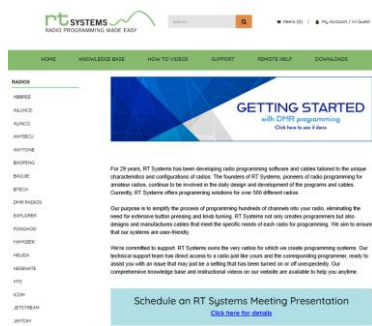 rt SYSTEMS
RADIO PROGRAMMING MADE EASY
Search
Items (0) | My Account / Hi Guest
HOME KNOWLEDGE BASE HOW TO VIDEOS SUPPORT REMOTE HELP DOWNLOADS
RADIOS
ABBREE
AILUNCE
ALINCO
ANYSECU
ANYTONE
BAOFENG
BAOJIE
BTECH
DMR RADIOS
EXPLORER
FONGHOO
HAMGEEK
HELIDA
HESENATE
HYS
ICOM
JETSTREAM
JIMTOM
GETTING STARTED
with DMR programming
Click here to see it done
For 29 years, RT Systems has been developing radio programming software and cables tailored to the unique
characteristics and configurations of radios. The founders of RT Systems, pioneers of radio programming for
amateur radios, continue to be involved in the daily design and development of the programs and cables.
Currently, RT Systems offers programming solutions for over 500 different radios.
Our purpose is to simplify the process of programming hundreds of channels into your radio, eliminating the
need for extensive button pressing and knob turning. RT Systems not only creates programmers but also
designs and manufactures cables that meet the specific needs of each radio for programming. We aim to ensure
that our systems are user-friendly.
We're committed to support. RT Systems owns the very radios for which we create programming systems. Our
technical support team has direct access to a radio just like yours and the corresponding programmer, ready to
assist you with an issue that may just be a setting that has been turned on or off unexpectedly. Our
comprehensive knowledge base and instructional videos on our website are available to help you anytime.
Schedule an RT Systems Meeting Presentation
Click here for details